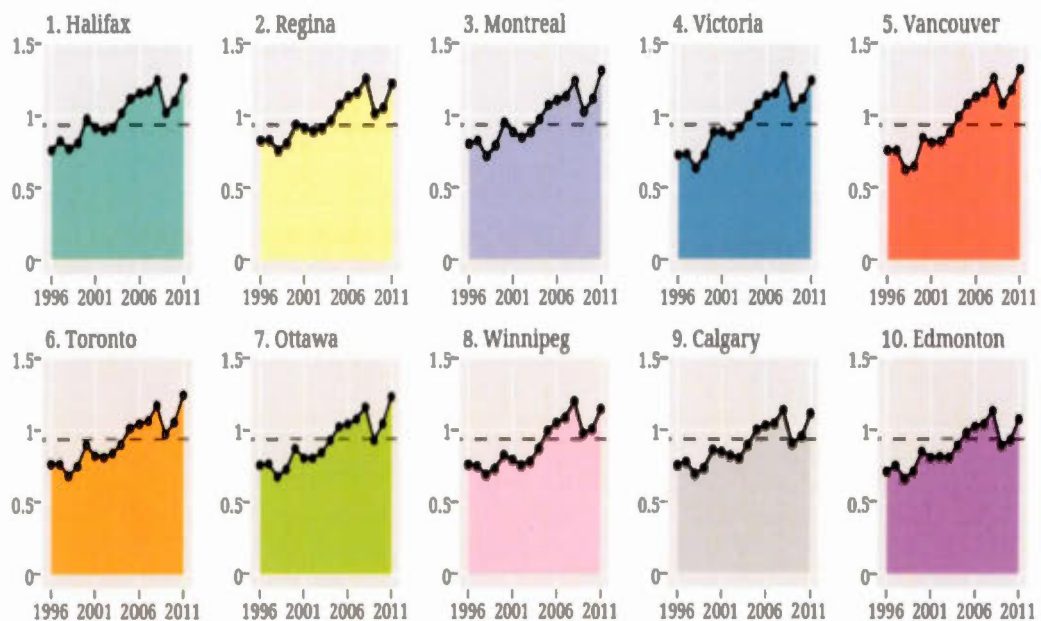 1. Halifax 2. Regina 3. Montreal 4. Victoria 5. Vancouver
1.5 1.5 1.5 1.5 1.5
1 1 1 1 1
0.5 0.5 0.5 0.5 0.5
0 0 0 0 0
1996 2001 2006 2011 1996 2001 2006 2011 1996 2001 2006 2011 1996 2001 2006 2011 1996 2001 2006 2011
6. Toronto 7. Ottawa 8. Winnipeg 9. Calgary 10. Edmonton
1.5 1.5 1.5 1.5 1.5
1 1 1 1 1
0.5 0.5 0.5 0.5 0.5
0 0 0 0 0
1996 2001 2006 2011 1996 2001 2006 2011 1996 2001 2006 2011 1996 2001 2006 2011 1996 2001 2006 2011